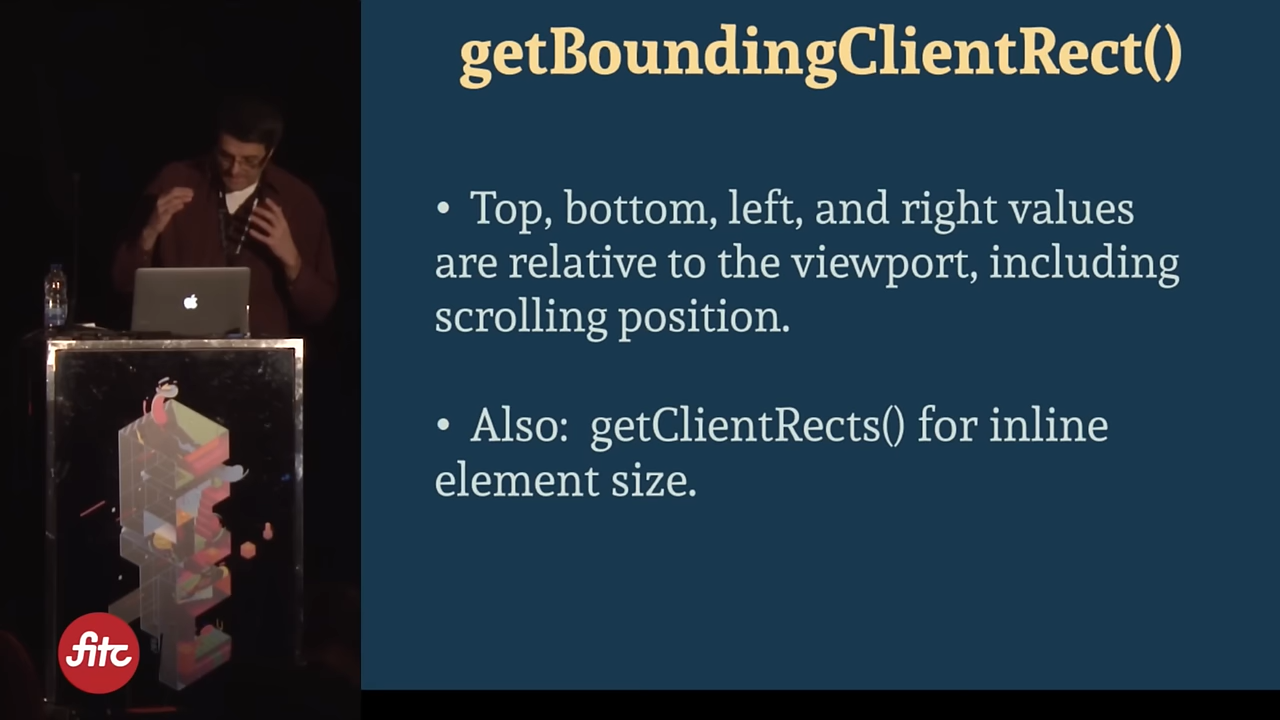 getBoundingClientRect()
• Top, bottom, left, and right values
are relative to the viewport, including
scrolling position.
• Also:  getClientRects() for inline
element size.
fitc